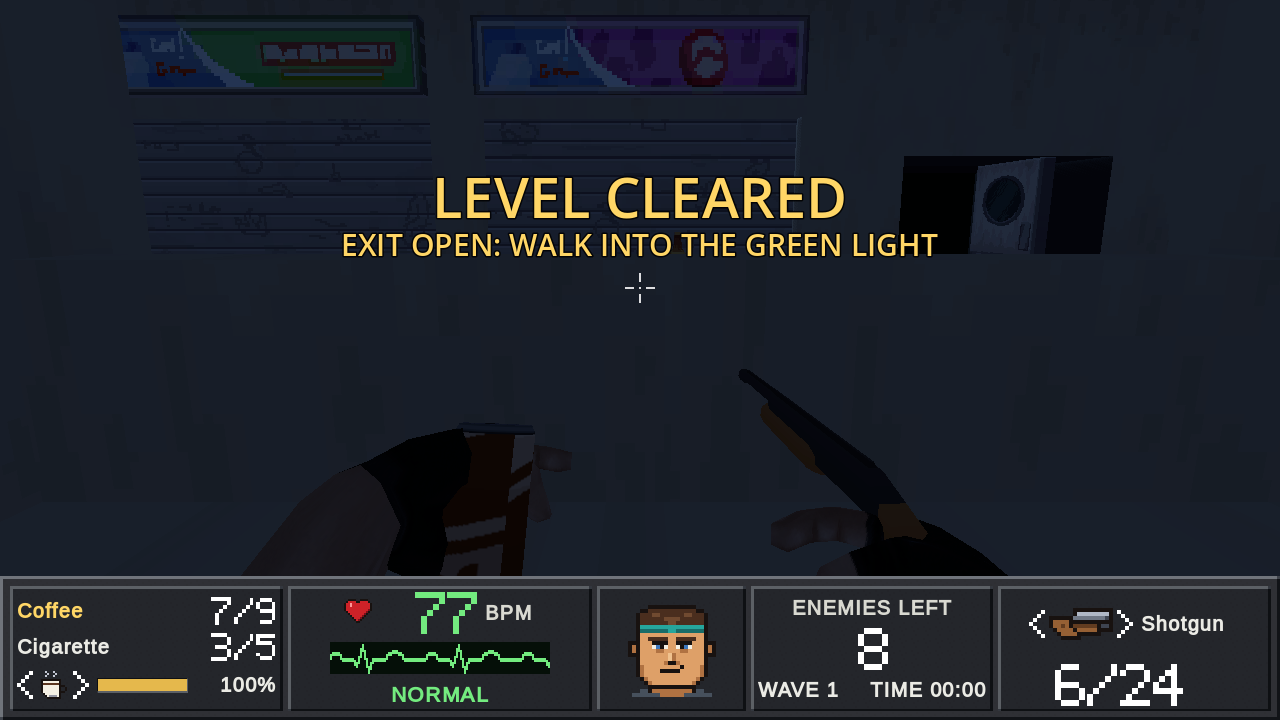 LEVEL CLEARED
EXIT OPEN: WALK INTO THE GREEN LIGHT
Coffee 7/9
Cigarette 3/5
100%
77 BPM
NORMAL
ENEMIES LEFT
8
WAVE 1 TIME 00:00
Shotgun
6/24